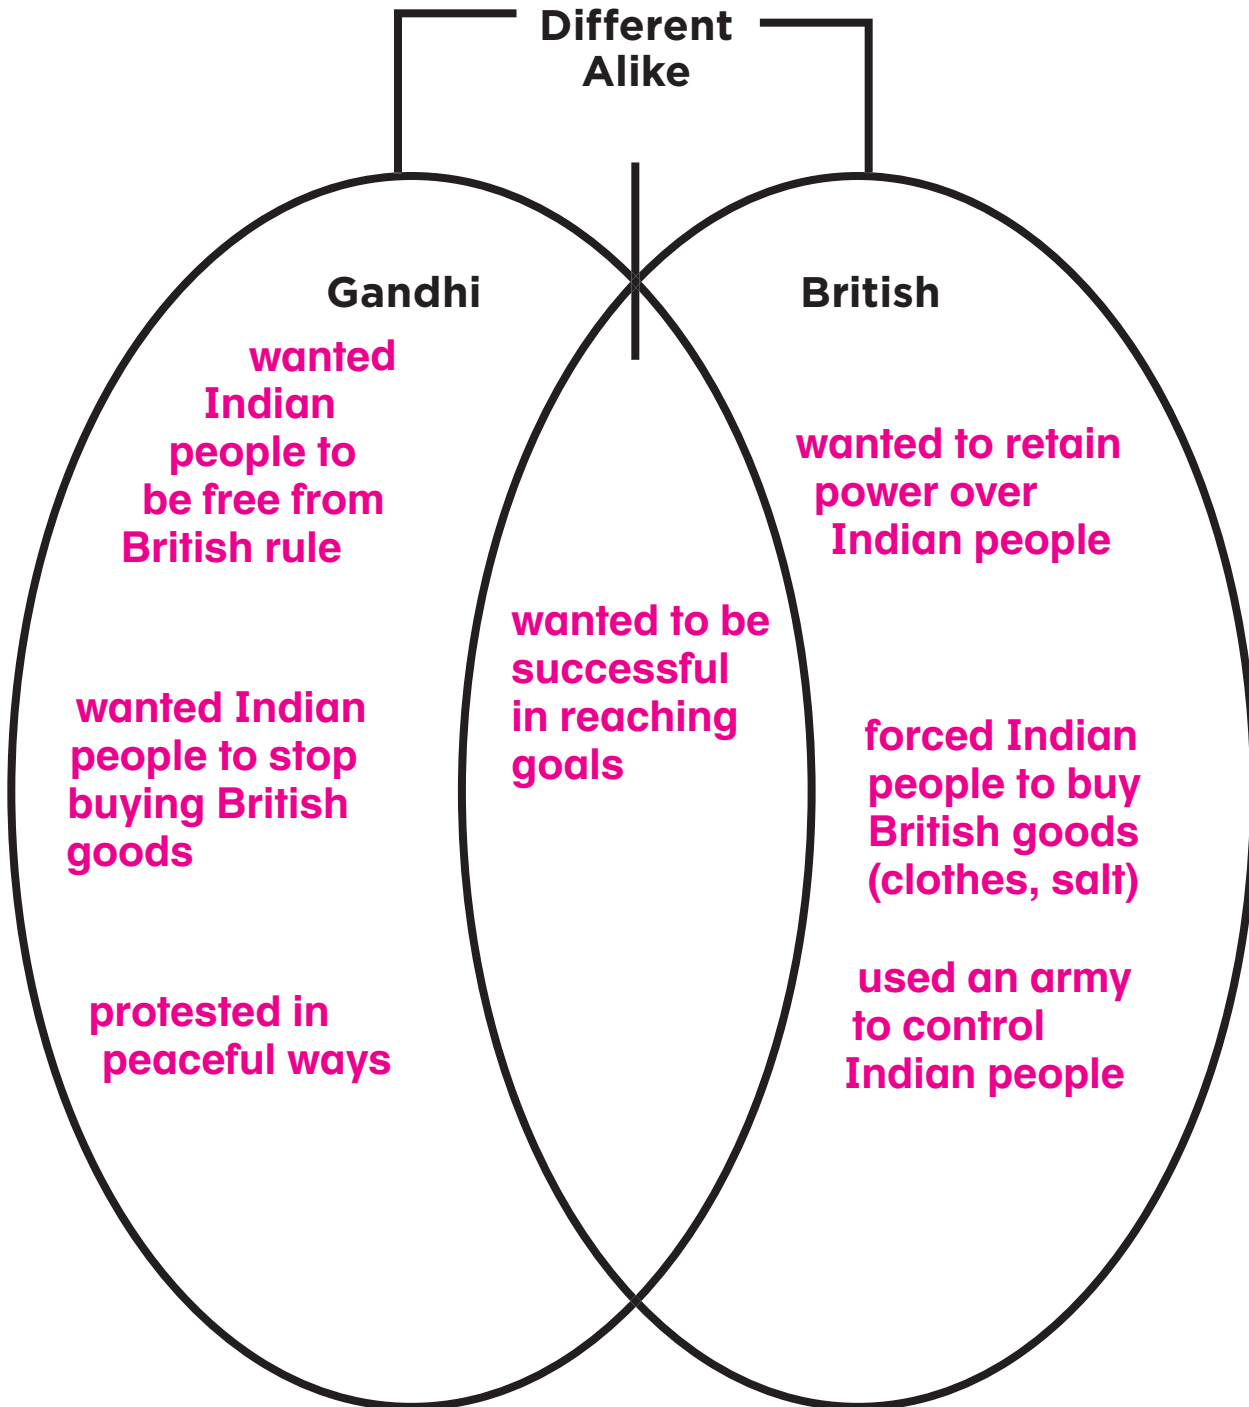 Different
Alike
Gandhi
wanted
Indian
people to
be free from
British rule
wanted Indian
people to stop
buying British
goods
protested in
peaceful ways
wanted to be
successful
in reaching
goals
British
wanted to retain
power over
Indian people
forced Indian
people to buy
British goods
(clothes, salt)
used an army
to control
Indian people